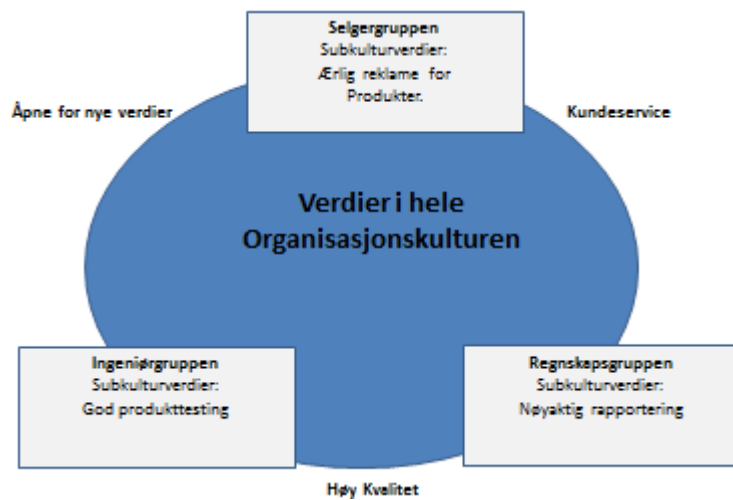 Selgergruppen
Subkulturverdier:
Ærlig reklame for
Produkter.
Åpne for nye verdier
Kundeservice
Verdier i hele
Organisasjonskulturen
Ingeniørgruppen
Subkulturverdier:
God produkttesting
Regnskapsgruppen
Subkulturverdier:
Nøyaktig rapportering
Høy Kvalitet